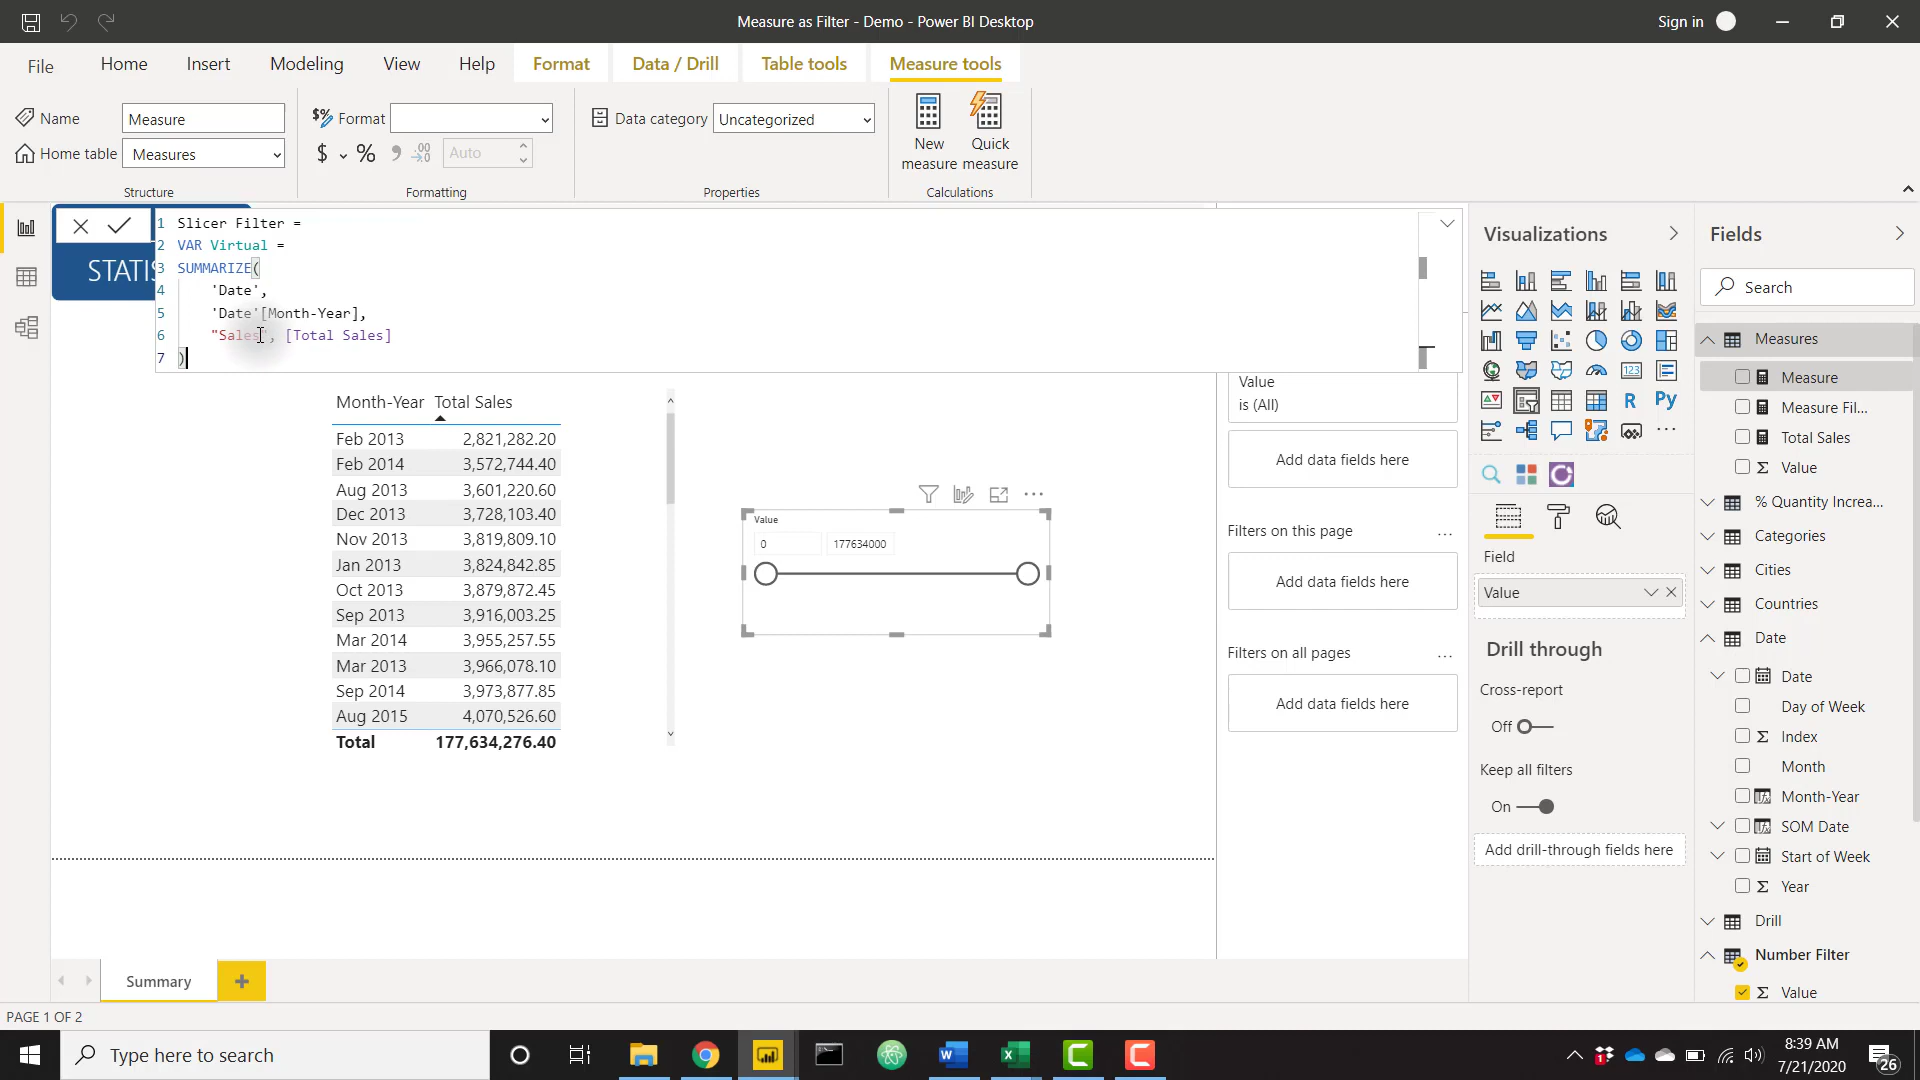 Measure as Filter - Demo - Power BI Desktop
Sign in
File
Home
Insert
Modeling
View
Help
Format
Data / Drill
Table tools
Measure tools
Name
Measure
Home table
Measures
Structure
Format
$ % Auto
Formatting
Data category
Uncategorized
Properties
New
measure
Quick
measure
Calculations
STATIS
1 Slicer Filter =
2 VAR Virtual =
3 SUMMARIZE(
4 'Date',
5 'Date'[Month-Year],
6 "Sales", [Total Sales]
7 )
Month-Year Total Sales
Feb 2013 2,821,282.20
Feb 2014 3,572,744.40
Aug 2013 3,601,220.60
Dec 2013 3,728,103.40
Nov 2013 3,819,809.10
Jan 2013 3,824,842.85
Oct 2013 3,879,872.45
Sep 2013 3,916,003.25
Mar 2014 3,955,257.55
Mar 2013 3,966,078.10
Sep 2014 3,973,877.85
Aug 2015 4,070,526.60
Total 177,634,276.40
Value
0 177634000
Value
is (All)
Add data fields here
Filters on this page ...
Add data fields here
Filters on all pages ...
Add data fields here
Visualizations
123
R Py
Field
Value
Drill through
Cross-report
Off
Keep all filters
On
Add drill-through fields here
Fields
Search
Measures
Measure
Measure Fil...
Total Sales
Value
% Quantity Increa...
Categories
Cities
Countries
Date
Date
Day of Week
Index
Month
Month-Year
SOM Date
Start of Week
Year
Drill
Number Filter
Value
Summary
PAGE 1 OF 2
Type here to search
8:39 AM
7/21/2020
26